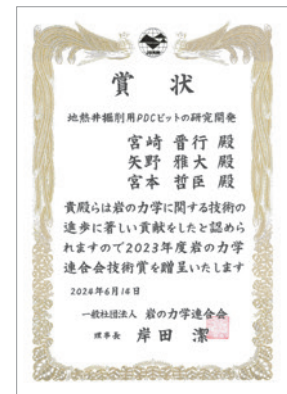 賞状
地熱井掘削用PDCビットの研究開発
宮崎 晋行 殿
矢野 雅大 殿
宮本 哲臣 殿
貴殿らは岩の力学に関する技術の
進歩に著しい貢献をしたと認めら
れますので2023年度岩の力学
連合会技術賞を贈呈いたします
2024年6月14日
一般社団法人 岩の力学連合会
理事長 岸田 潔